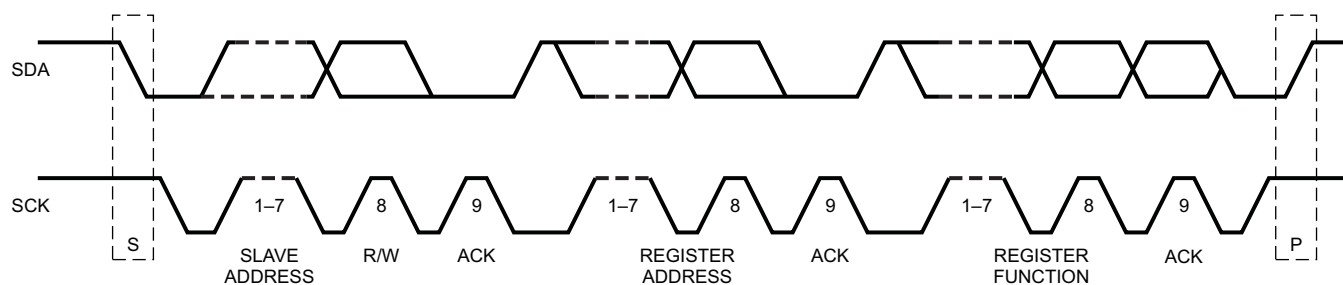 SDA
SCK
S
1–7
8
9
1–7
8
9
1–7
8
9
P
SLAVE
ADDRESS
R/W
ACK
REGISTER
ADDRESS
ACK
REGISTER
FUNCTION
ACK